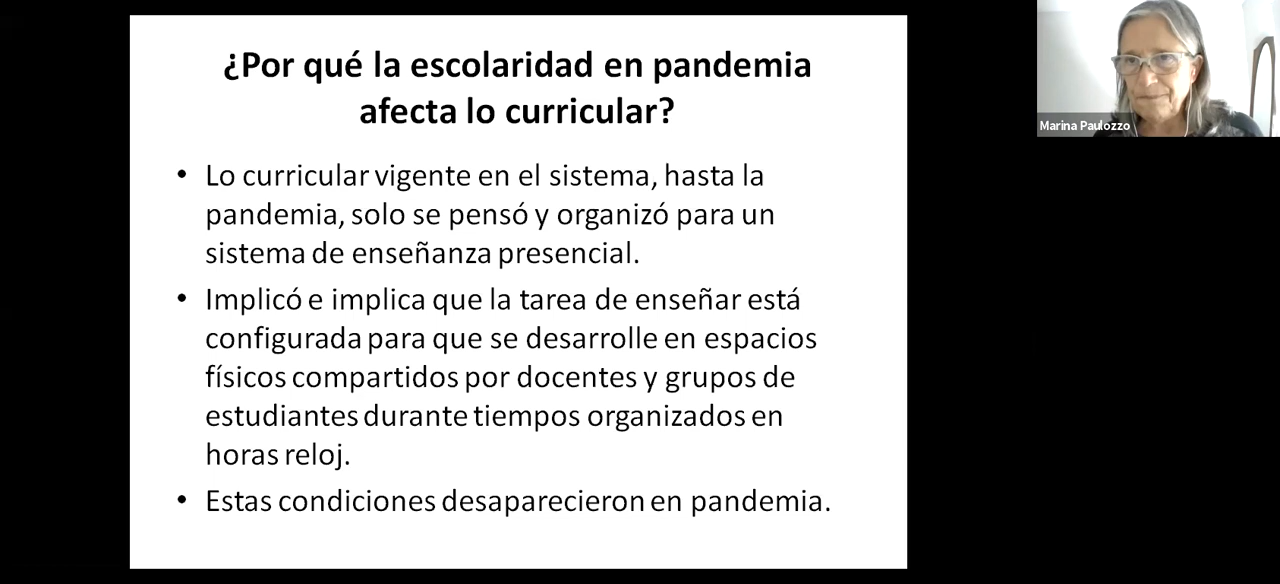 ¿Por qué la escolaridad en pandemia
afecta lo curricular?
• Lo curricular vigente en el sistema, hasta la
pandemia, solo se pensó y organizó para un
sistema de enseñanza presencial.
• Implicó e implica que la tarea de enseñar está
configurada para que se desarrolle en espacios
físicos compartidos por docentes y grupos de
estudiantes durante tiempos organizados en
horas reloj.
• Estas condiciones desaparecieron en pandemia.
Marina Paulozzo